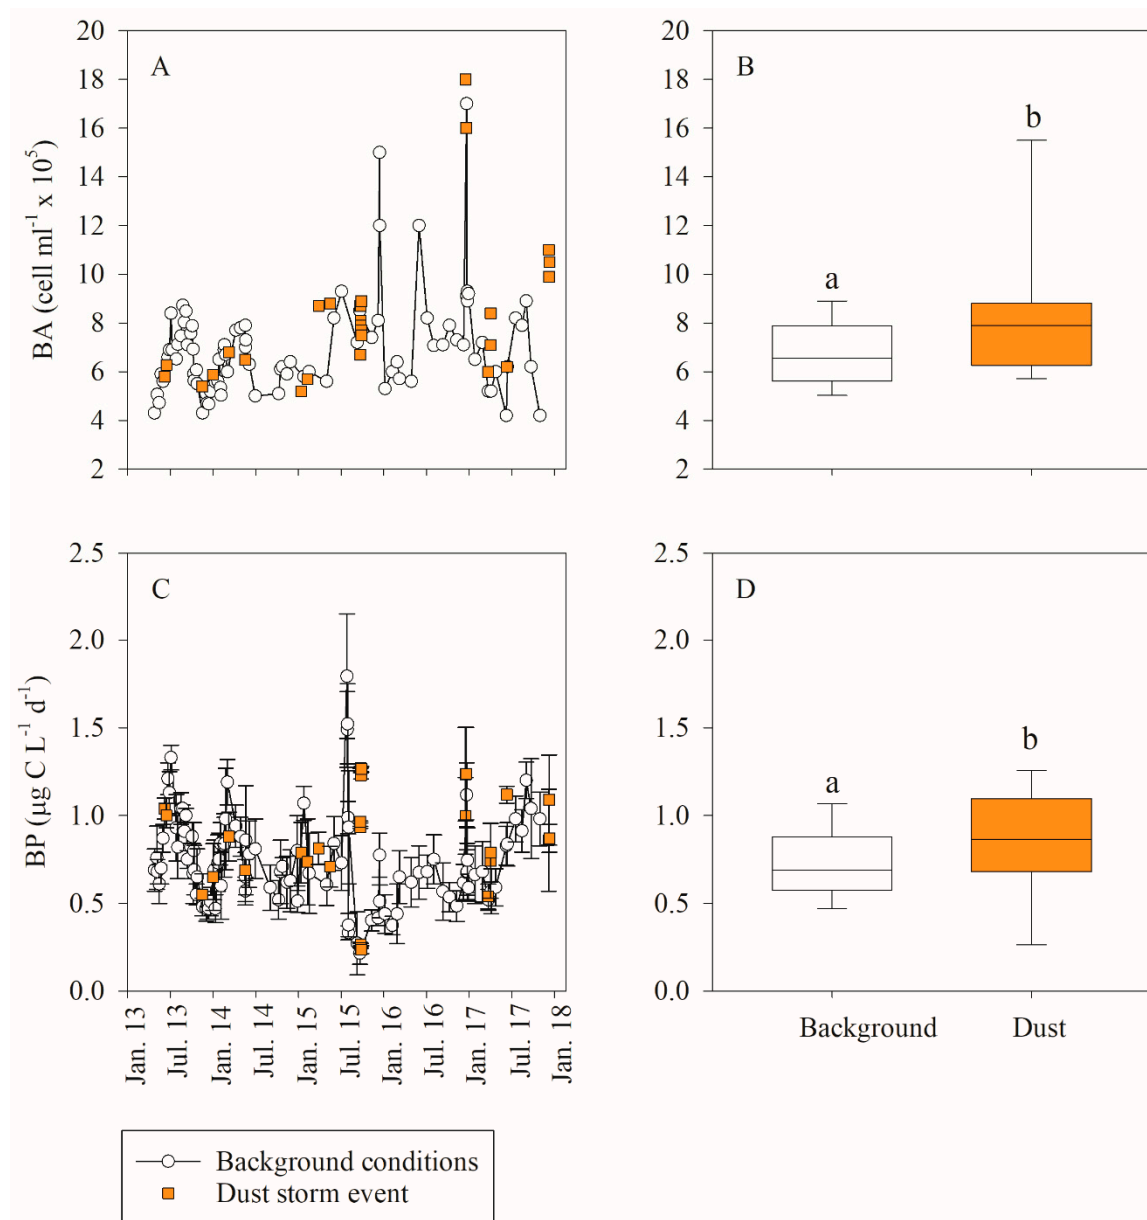 20
18
16
14
12
10
8
6
4
2
A
BA (cell ml⁻¹ x 10⁵)
20
18
16
14
12
10
8
6
4
2
B
a
b
2.5
2.0
1.5
1.0
0.5
0.0
C
BP (µg C L⁻¹ d⁻¹)
Jan. 13
Jul. 13
Jan. 14
Jul. 14
Jan. 15
Jul. 15
Jan. 16
Jul. 16
Jan. 17
Jul. 17
Jan. 18
2.5
2.0
1.5
1.0
0.5
0.0
D
a
b
Background
Dust
Background conditions
Dust storm event